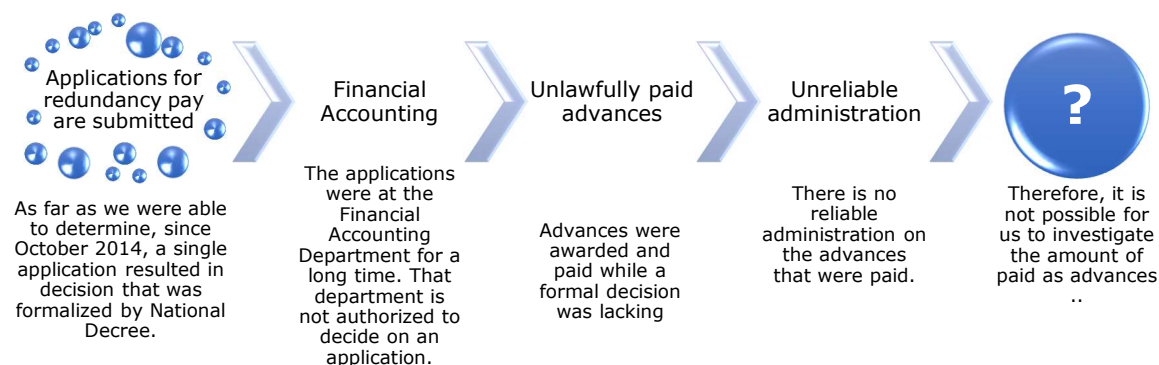 Applications for
redundancy pay
are submitted
As far as we were able
to determine, since
October 2014, a single
application resulted in
decision that was
formalized by National
Decree.
Financial
Accounting
The applications
were at the
Financial
Accounting
Department for a
long time. That
department is
not authorized to
decide on an
application.
Unlawfully paid
advances
Advances were
awarded and
paid while a
formal decision
was lacking
Unreliable
administration
There is no
reliable
administration on
the advances
that were paid.
?
Therefore, it is
not possible for
us to investigate
the amount of
paid as advances
..